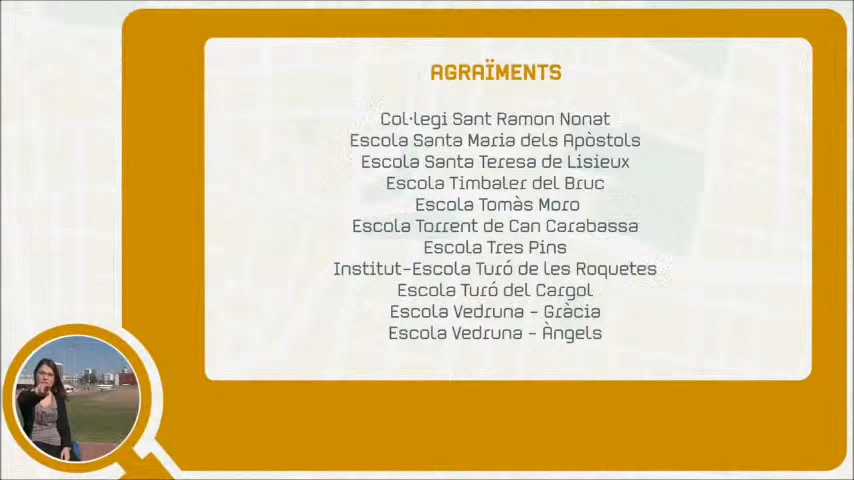 AGRAÏMENTS
Col·legi Sant Ramon Nonat
Escola Santa Maria dels Apòstols
Escola Santa Teresa de Lisieux
Escola Timbaler del Bruc
Escola Tomàs Moro
Escola Torrent de Can Carabassa
Escola Tres Pins
Institut-Escola Turó de les Roquetes
Escola Turó del Cargol
Escola Vedruna - Gràcia
Escola Vedruna - Àngels